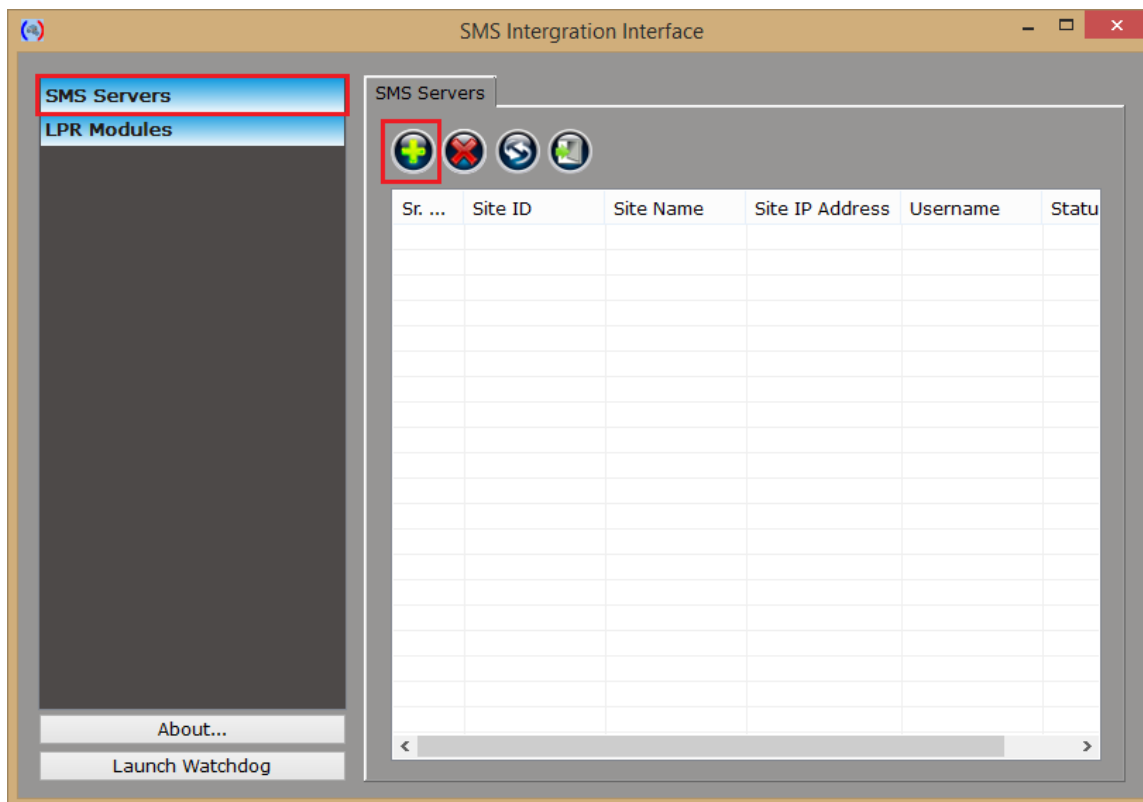 SMS Intergration Interface
SMS Servers
LPR Modules
SMS Servers
Sr. ... Site ID Site Name Site IP Address Username Statu
About...
Launch Watchdog